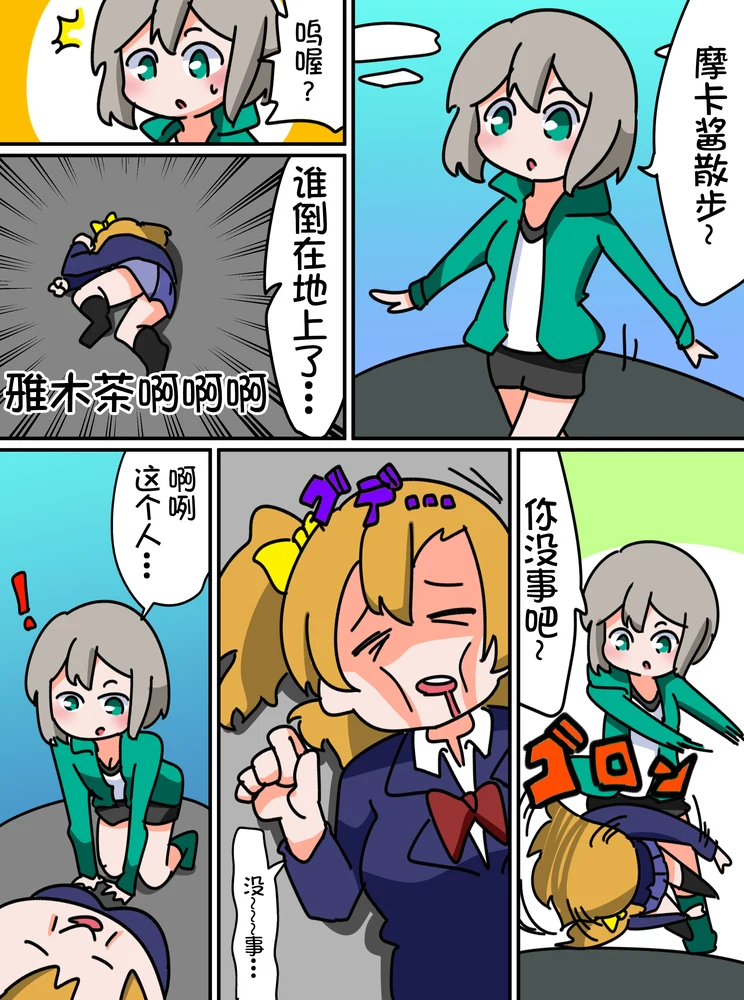 摩卡酱散步~
呜喔？
谁倒在地上了…
雅木茶啊啊啊
你没事吧~
ゴロン
グデ…
没~~~事…
啊咧
这个人…
！